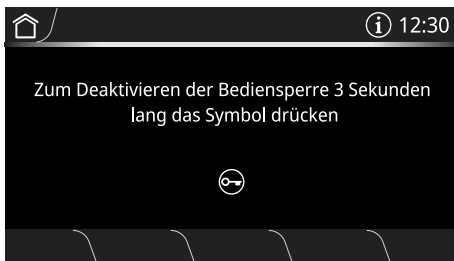 12:30
Zum Deaktivieren der Bediensperre 3 Sekunden
lang das Symbol drücken